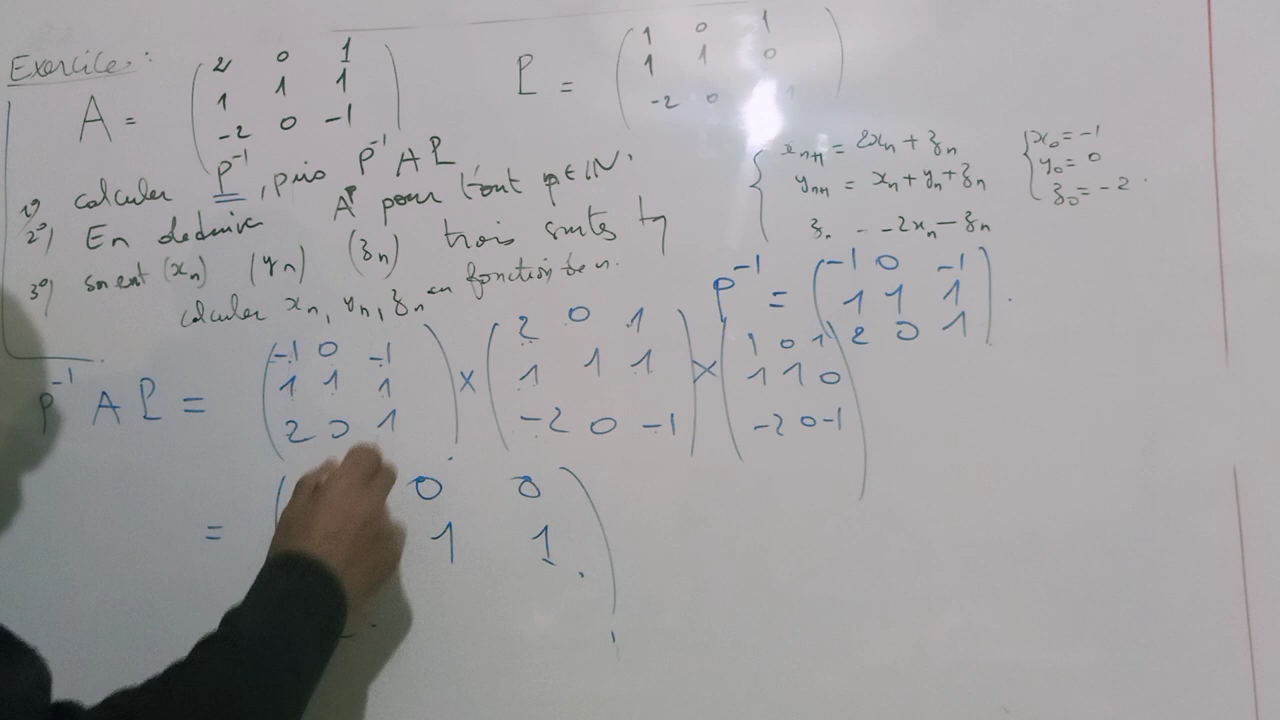 Exercice :
A = ( 2 0 1
1 1 1
-2 0 -1 )
P = ( 1 0 1
1 1 0
-2 0 1 )
1°) calculer P⁻¹, puis P⁻¹AP
2°) En deduire Aᵖ pour tout p∈ℕ.
3°) soient (xₙ) (yₙ) (zₙ) trois suites tq
calculer xₙ, yₙ, zₙ en fonction de n.
{ xₙ₊₁ = 2xₙ + zₙ
yₙ₊₁ = xₙ + yₙ + zₙ
z. - -2xₙ - zₙ
{ x₀ = -1
y₀ = 0
z₀ = -2
P⁻¹ = ( -1 0 -1
1 1 1
2 0 1 ) .
P⁻¹ A P = ( -1 0 -1
1 1 1
2 0 1 ) × ( 2 0 1
1 1 1
-2 0 -1 ) × ( 1 0 1
1 1 0
-2 0 -1 )
= ( 0 0
1 1 )